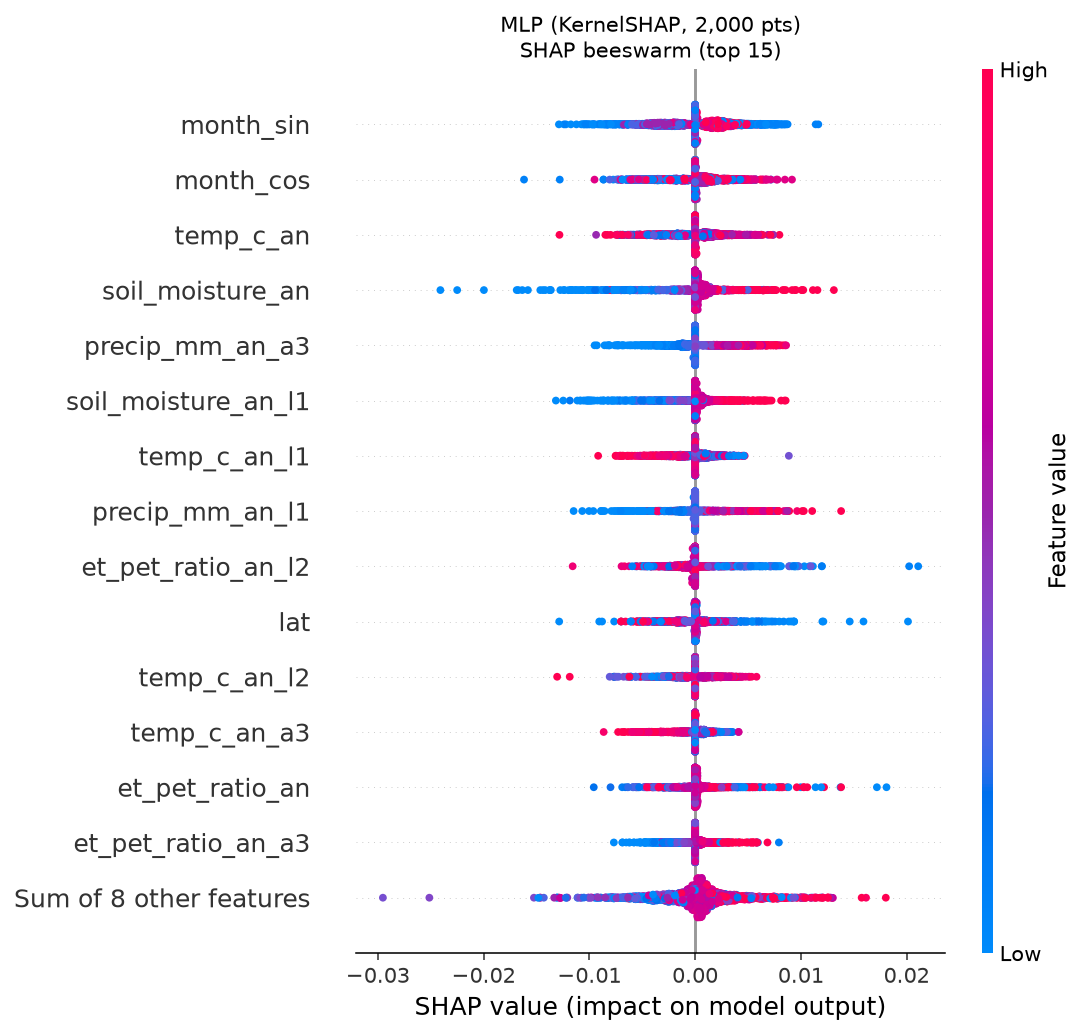 MLP (KernelSHAP, 2,000 pts)
SHAP beeswarm (top 15)
High
month_sin
month_cos
temp_c_an
soil_moisture_an
precip_mm_an_a3
soil_moisture_an_l1
temp_c_an_l1
precip_mm_an_l1
et_pet_ratio_an_l2
lat
temp_c_an_l2
temp_c_an_a3
et_pet_ratio_an
et_pet_ratio_an_a3
Sum of 8 other features
Feature value
Low
−0.03 −0.02 −0.01 0.00 0.01 0.02
SHAP value (impact on model output)